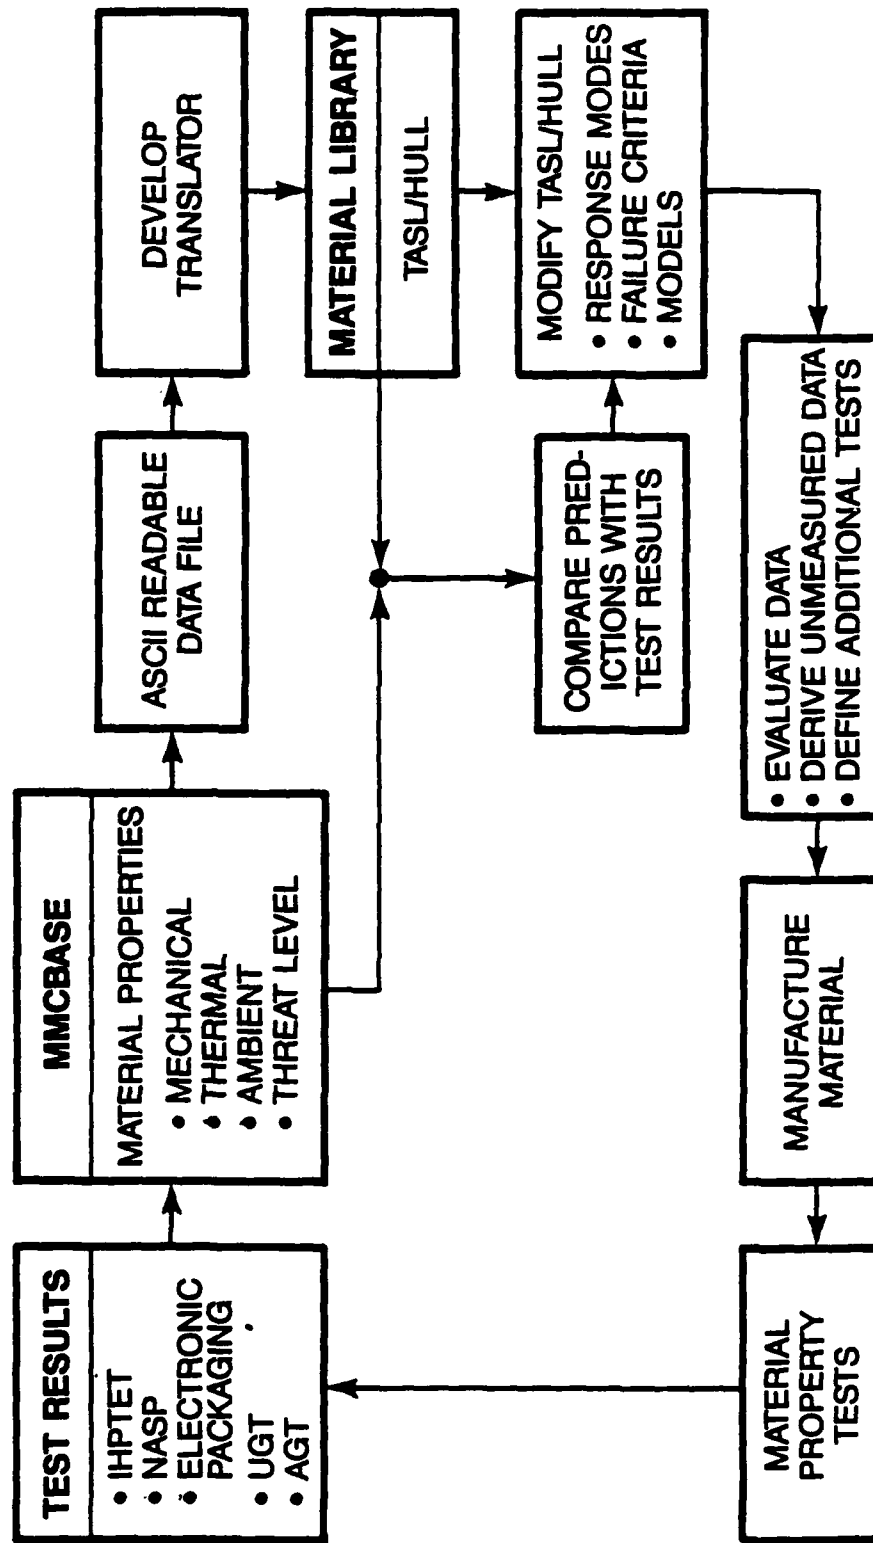 TEST RESULTS
• IHPTET
• NASP
• ELECTRONIC
PACKAGING
• UGT
• AGT
MMCBASE
MATERIAL PROPERTIES
• MECHANICAL
• THERMAL
• AMBIENT
• THREAT LEVEL
ASCII READABLE
DATA FILE
DEVELOP
TRANSLATOR
MATERIAL LIBRARY
TASL/HULL
COMPARE PRED-
ICTIONS WITH
TEST RESULTS
MODIFY TASL/HULL
• RESPONSE MODES
• FAILURE CRITERIA
• MODELS
MATERIAL
PROPERTY
TESTS
MANUFACTURE
MATERIAL
• EVALUATE DATA
• DERIVE UNMEASURED DATA
• DEFINE ADDITIONAL TESTS